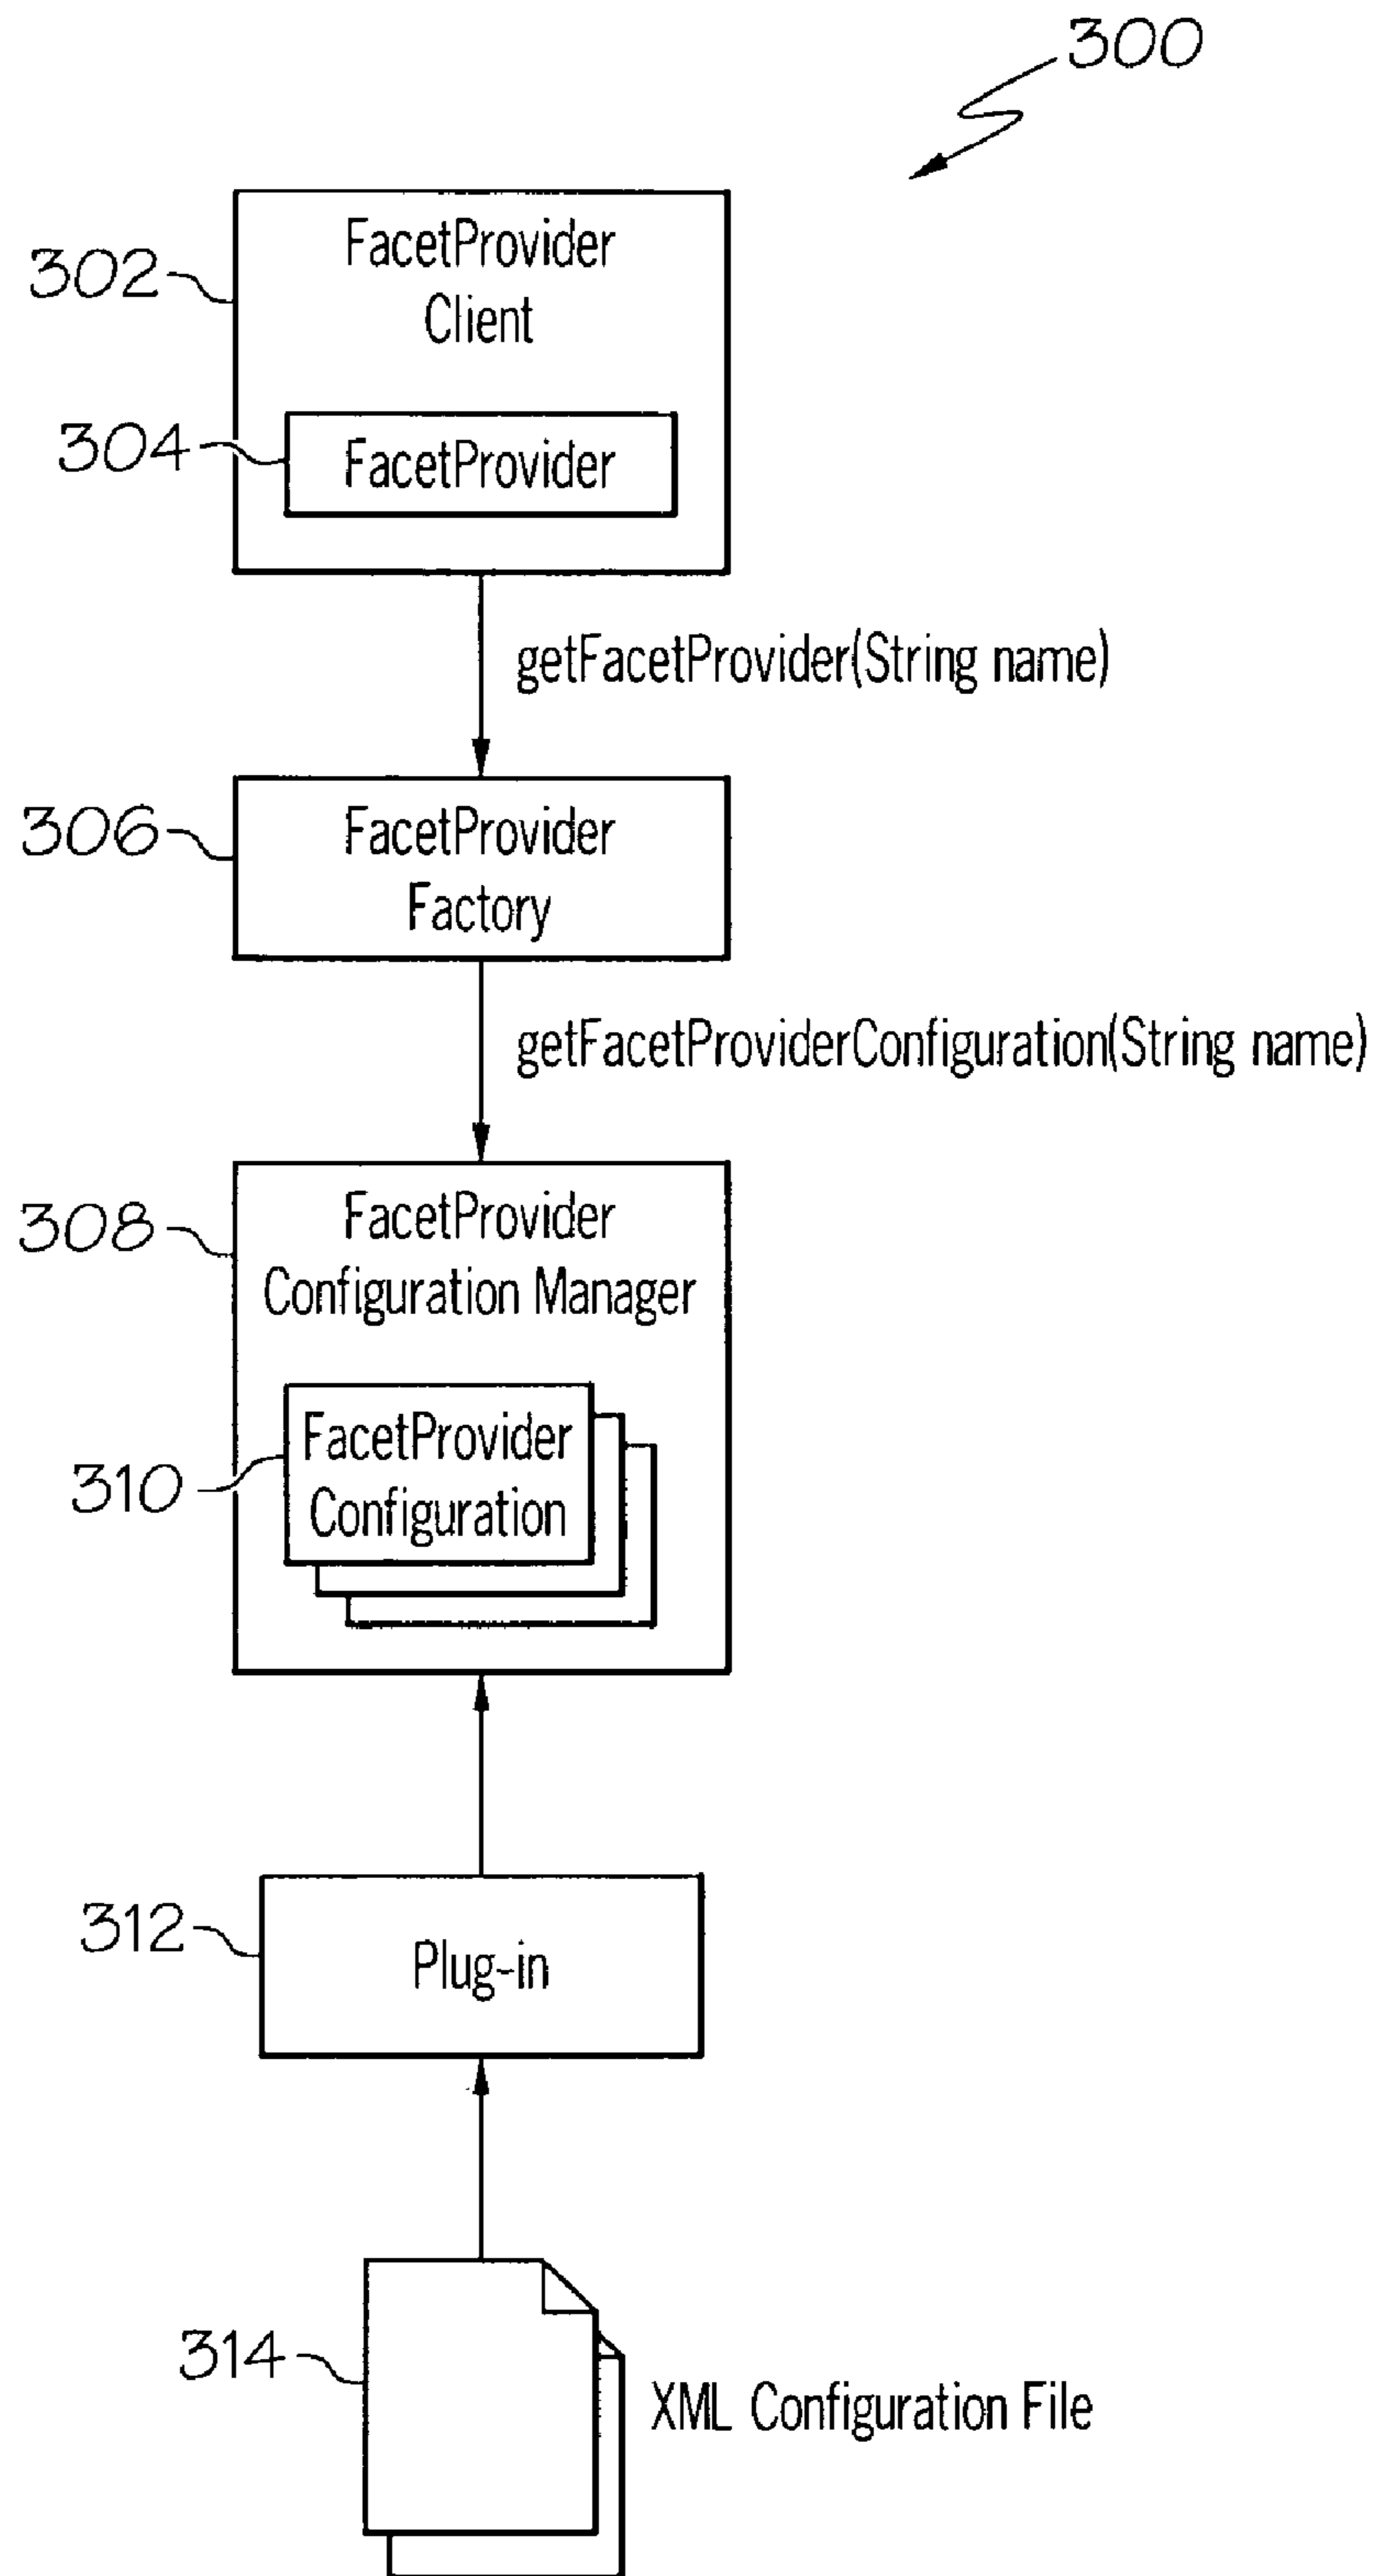 300
302
FacetProvider
Client
304
FacetProvider
getFacetProvider(String name)
306
FacetProvider
Factory
getFacetProviderConfiguration(String name)
308
FacetProvider
Configuration Manager
310
FacetProvider
Configuration
312
Plug-in
314
XML Configuration File